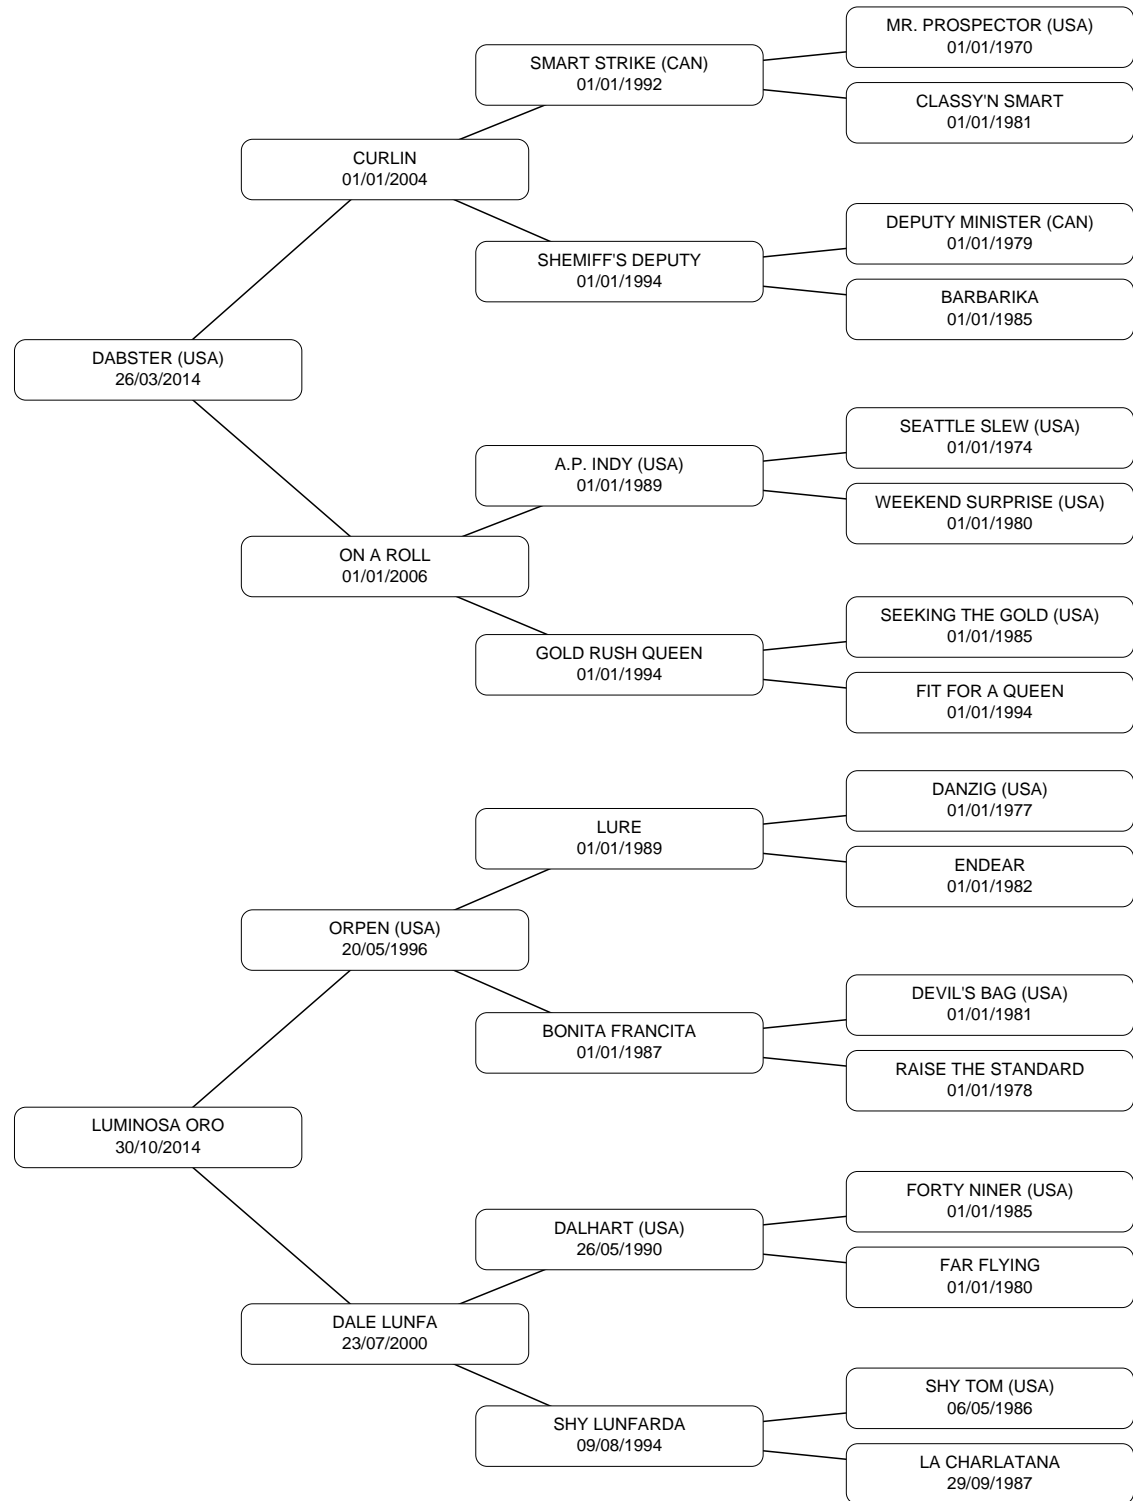 MR. PROSPECTOR (USA)
01/01/1970
SMART STRIKE (CAN)
01/01/1992
CLASSY'N SMART
01/01/1981
CURLIN
01/01/2004
DEPUTY MINISTER (CAN)
01/01/1979
SHEMIFF'S DEPUTY
01/01/1994
BARBARIKA
01/01/1985
DABSTER (USA)
26/03/2014
SEATTLE SLEW (USA)
01/01/1974
A.P. INDY (USA)
01/01/1989
WEEKEND SURPRISE (USA)
01/01/1980
ON A ROLL
01/01/2006
SEEKING THE GOLD (USA)
01/01/1985
GOLD RUSH QUEEN
01/01/1994
FIT FOR A QUEEN
01/01/1994
DANZIG (USA)
01/01/1977
LURE
01/01/1989
ENDEAR
01/01/1982
ORPEN (USA)
20/05/1996
DEVIL'S BAG (USA)
01/01/1981
BONITA FRANCITA
01/01/1987
RAISE THE STANDARD
01/01/1978
LUMINOSA ORO
30/10/2014
FORTY NINER (USA)
01/01/1985
DALHART (USA)
26/05/1990
FAR FLYING
01/01/1980
DALE LUNFA
23/07/2000
SHY TOM (USA)
06/05/1986
SHY LUNFARDA
09/08/1994
LA CHARLATANA
29/09/1987